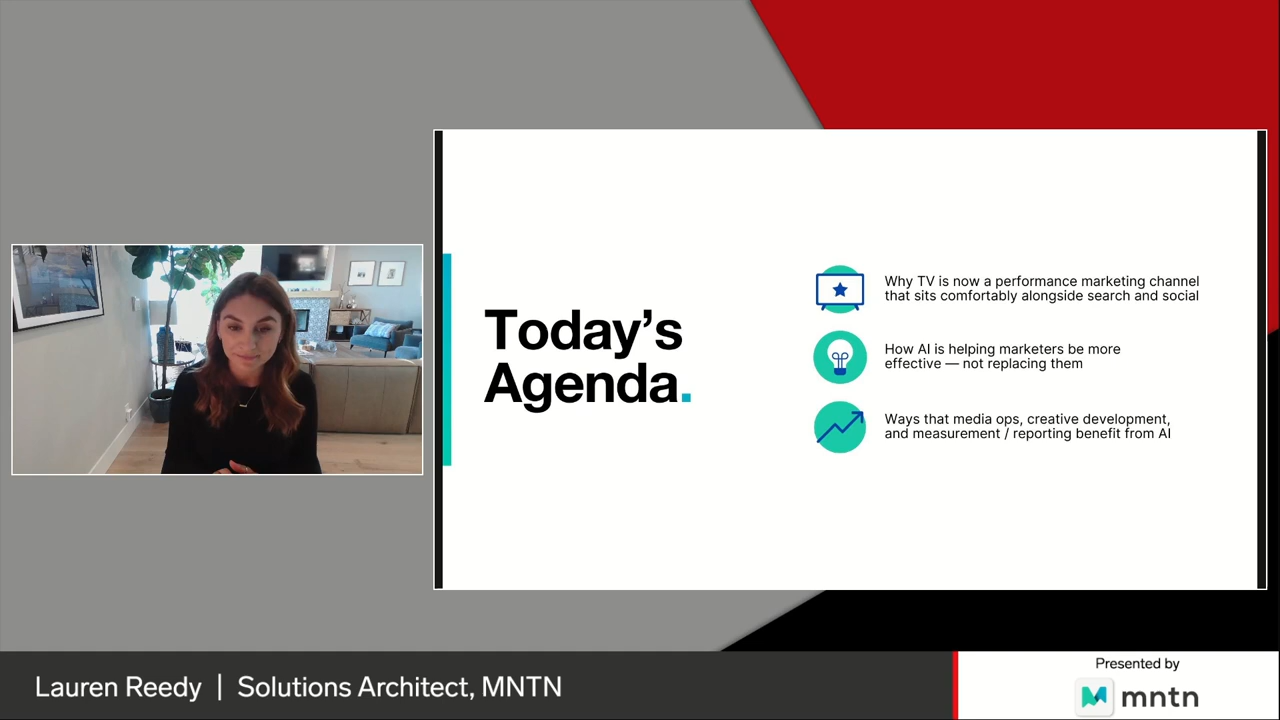 Today's
Agenda.
Why TV is now a performance marketing channel
that sits comfortably alongside search and social
How AI is helping marketers be more
effective — not replacing them
Ways that media ops, creative development,
and measurement / reporting benefit from AI
Lauren Reedy | Solutions Architect, MNTN
Presented by
mntn